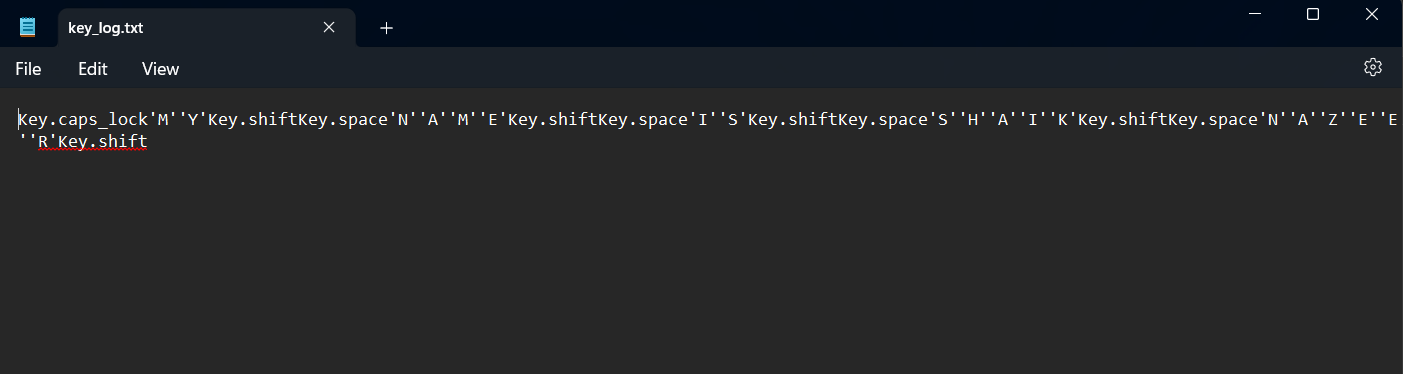 key_log.txt
File Edit View
Key.caps_lock'M''Y'Key.shiftKey.space'N''A''M''E'Key.shiftKey.space'I''S'Key.shiftKey.space'S''H''A''I''K'Key.shiftKey.space'N''A''Z''E''E
''R'Key.shift